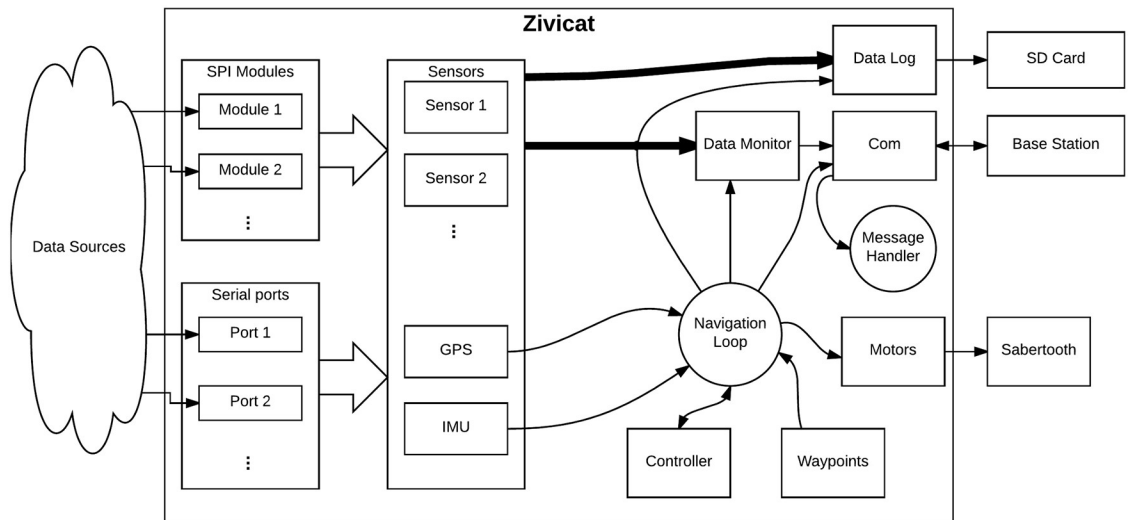 Zivicat
Data Sources
SPI Modules
Module 1
Module 2
...
Serial ports
Port 1
Port 2
...
Sensors
Sensor 1
Sensor 2
...
GPS
IMU
Data Log
SD Card
Data Monitor
Com
Base Station
Message
Handler
Navigation
Loop
Motors
Sabertooth
Controller
Waypoints